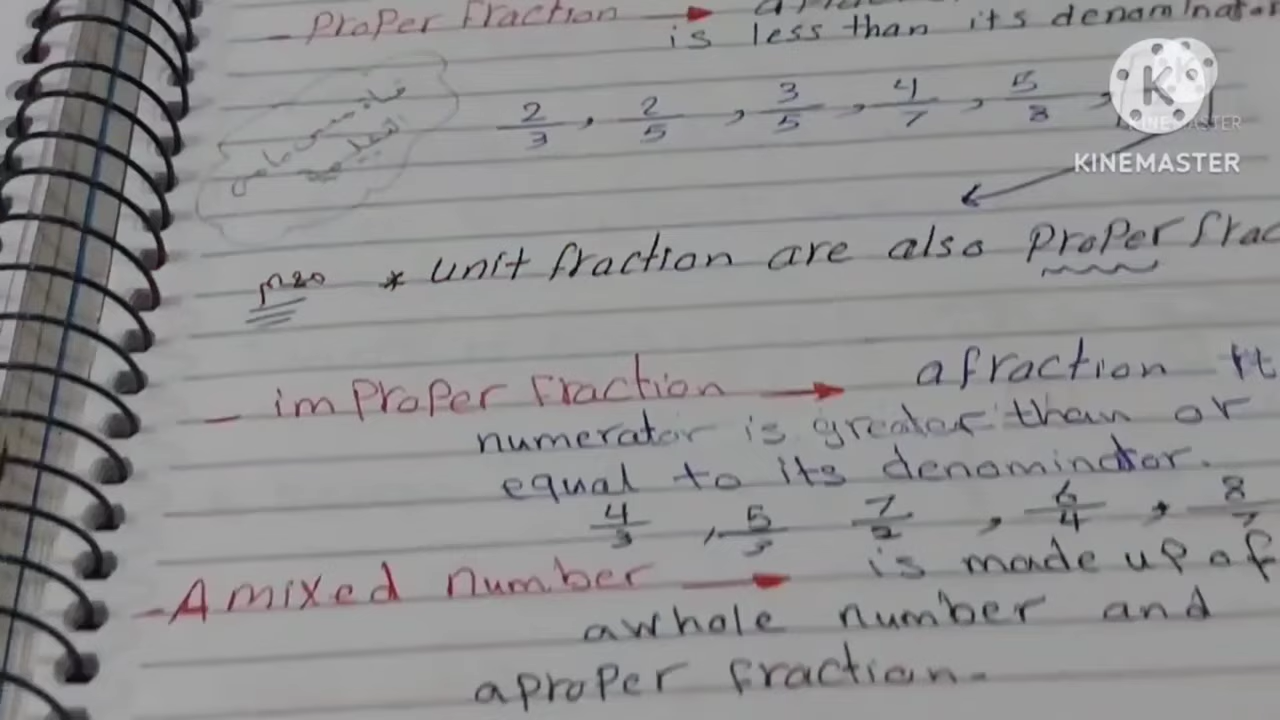 - Proper fraction →
is less than its denominator
2/3 , 2/5 , 3/5 , 4/7 , 5/8 ,
KINEMASTER
* unit fraction are also proper frac
- improper fraction → a fraction
numerator is greater than or
equal to its denominator.
4/3 , 5/ 7/2 , 6/4 , 8/7
- A mixed number → is made up of
a whole number and
a proper fraction.